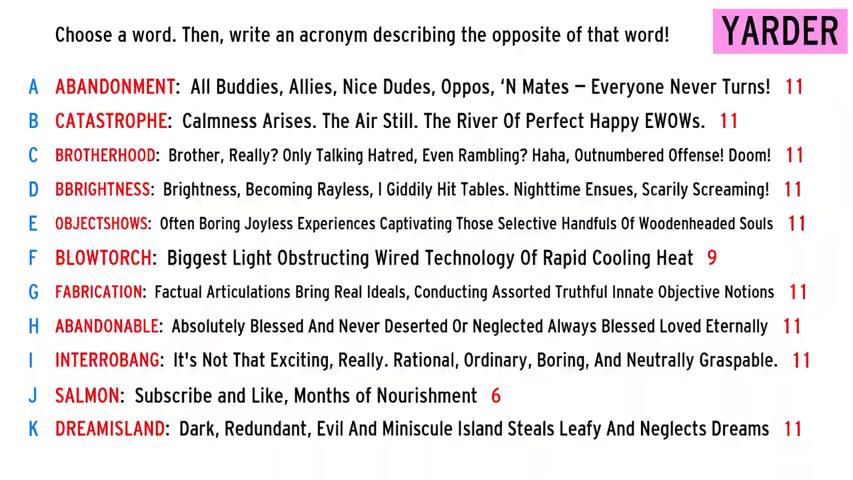 Choose a word. Then, write an acronym describing the opposite of that word! YARDER
A ABANDONMENT: All Buddies, Allies, Nice Dudes, Oppos, ‘N Mates – Everyone Never Turns! 11
B CATASTROPHE: Calmness Arises. The Air Still. The River Of Perfect Happy EWOWs. 11
C BROTHERHOOD: Brother, Really? Only Talking Hatred, Even Rambling? Haha, Outnumbered Offense! Doom! 11
D BBRIGHTNESS: Brightness, Becoming Rayless, I Giddily Hit Tables. Nighttime Ensues, Scarily Screaming! 11
E OBJECTSHOWS: Often Boring Joyless Experiences Captivating Those Selective Handfuls Of Woodenheaded Souls 11
F BLOWTORCH: Biggest Light Obstructing Wired Technology Of Rapid Cooling Heat 9
G FABRICATION: Factual Articulations Bring Real Ideals, Conducting Assorted Truthful Innate Objective Notions 11
H ABANDONABLE: Absolutely Blessed And Never Deserted Or Neglected Always Blessed Loved Eternally 11
I INTERROBANG: It's Not That Exciting, Really. Rational, Ordinary, Boring, And Neutrally Graspable. 11
J SALMON: Subscribe and Like, Months of Nourishment 6
K DREAMISLAND: Dark, Redundant, Evil And Miniscule Island Steals Leafy And Neglects Dreams 11